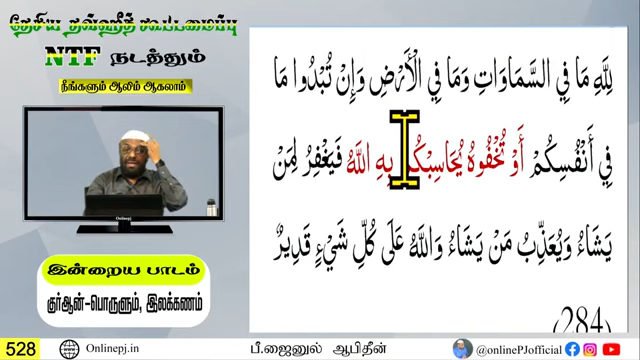 தேசிய தவ்ஹீத் கூட்டமைப்பு
NTF நடத்தும்
நீங்களும் ஆலிம் ஆகலாம்
Onlinepj
இன்றைய பாடம்
குர்ஆன்-பொருளும், இலக்கணம்
لِلَّهِ مَا فِي السَّمَاوَاتِ وَمَا فِي الْأَرْضِ وَإِنْ تُبْدُوا مَا
فِي أَنْفُسِكُمْ أَوْ تُخْفُوهُ يُحَاسِبْكُمْ بِهِ اللَّهُ فَيَغْفِرُ لِمَنْ
يَشَاءُ وَيُعَذِّبُ مَنْ يَشَاءُ وَاللَّهُ عَلَى كُلِّ شَيْءٍ قَدِيرٌ
(284)
528 Onlinepj.in பீ.ஜைனுல் ஆபிதீன் @onlinePJofficial